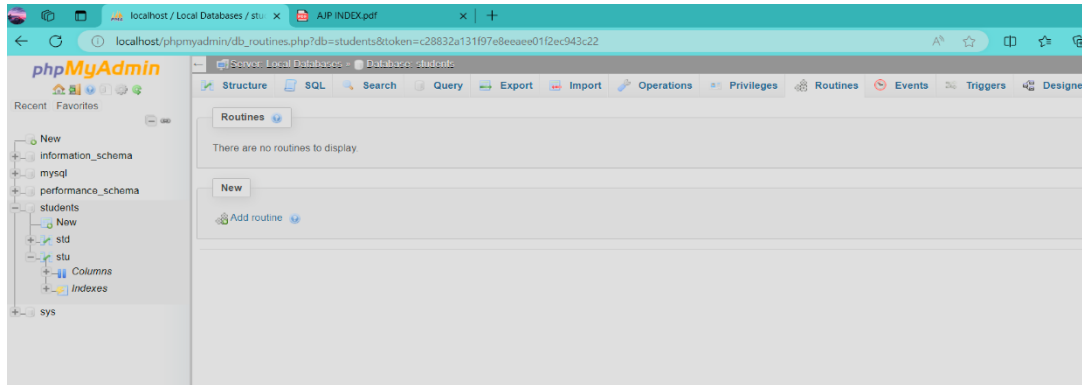 localhost / Local Databases / stu
AJP INDEX.pdf
localhost/phpmyadmin/db_routines.php?db=students&token=c28832a131f97e8eeaee01f2ec943c22
phpMyAdmin
Recent Favorites
New
information_schema
mysql
performance_schema
students
New
std
stu
Columns
Indexes
sys
Server: Local Databases » Database: students
Structure SQL Search Query Export Import Operations Privileges Routines Events Triggers Designe
Routines
There are no routines to display.
New
Add routine